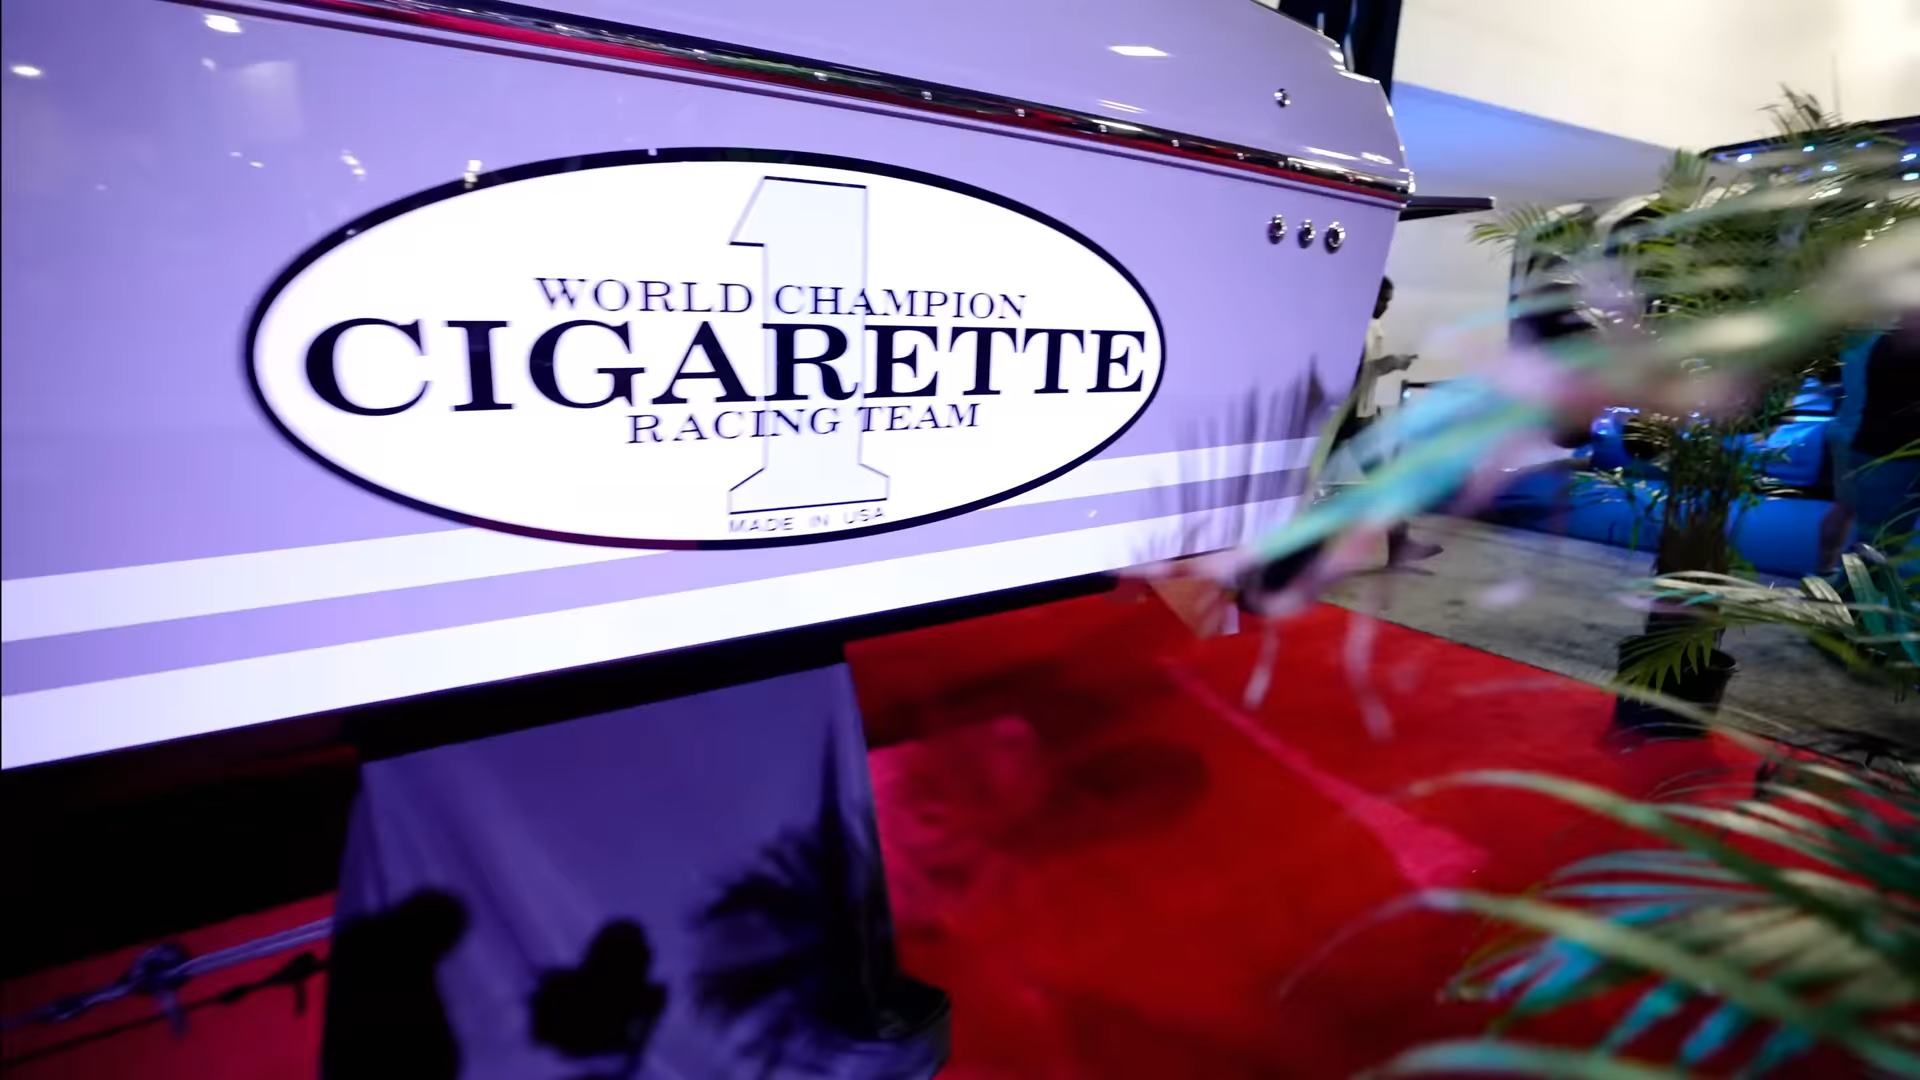 1
WORLD CHAMPION
CIGARETTE
RACING TEAM
MADE IN USA